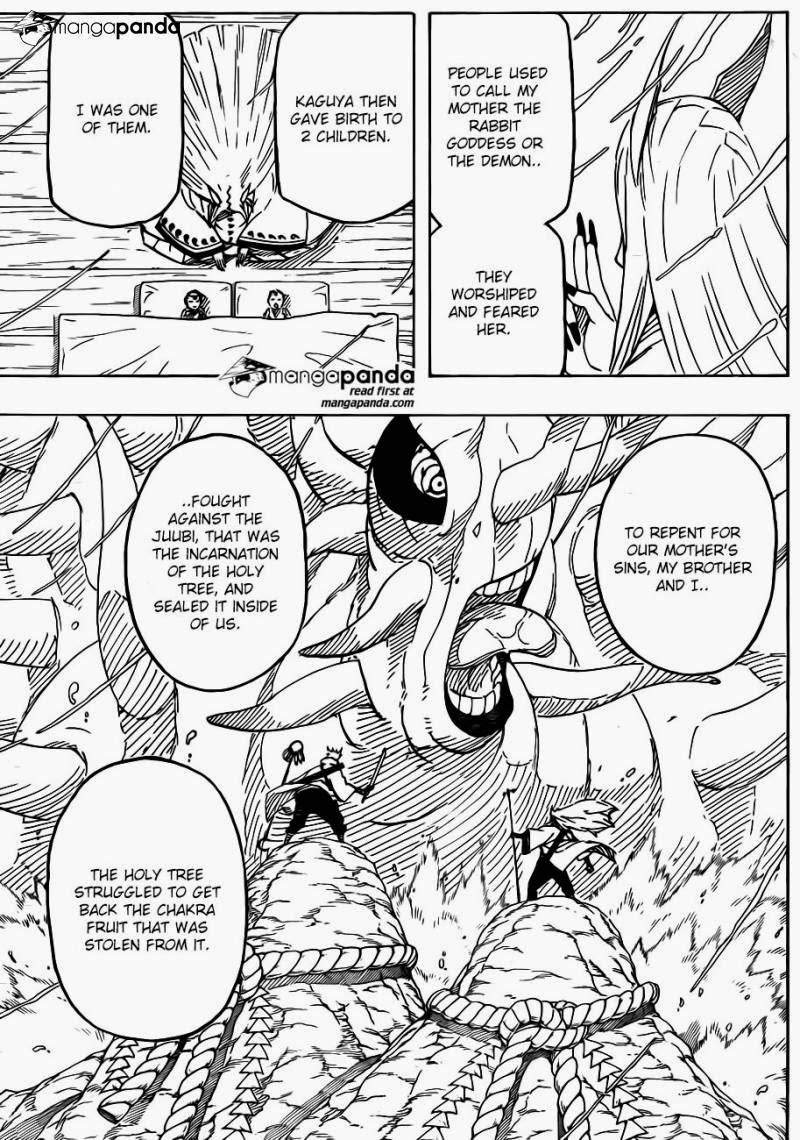 PEOPLE USED
TO CALL MY
MOTHER THE
RABBIT
GODDESS OR
THE DEMON..
THEY
WORSHIPED
AND FEARED
HER.
mangapanda
KAGUYA THEN
GAVE BIRTH TO
2 CHILDREN.
I WAS ONE
OF THEM.
mangapanda
read first at
mangapanda.com
TO REPENT FOR
OUR MOTHER'S
SINS, MY BROTHER
AND I..
..FOUGHT
AGAINST THE
JUUBI, THAT WAS
THE INCARNATION
OF THE HOLY
TREE, AND
SEALED IT INSIDE
OF US.
THE HOLY TREE
STRUGGLED TO GET
BACK THE CHAKRA
FRUIT THAT WAS
STOLEN FROM IT.